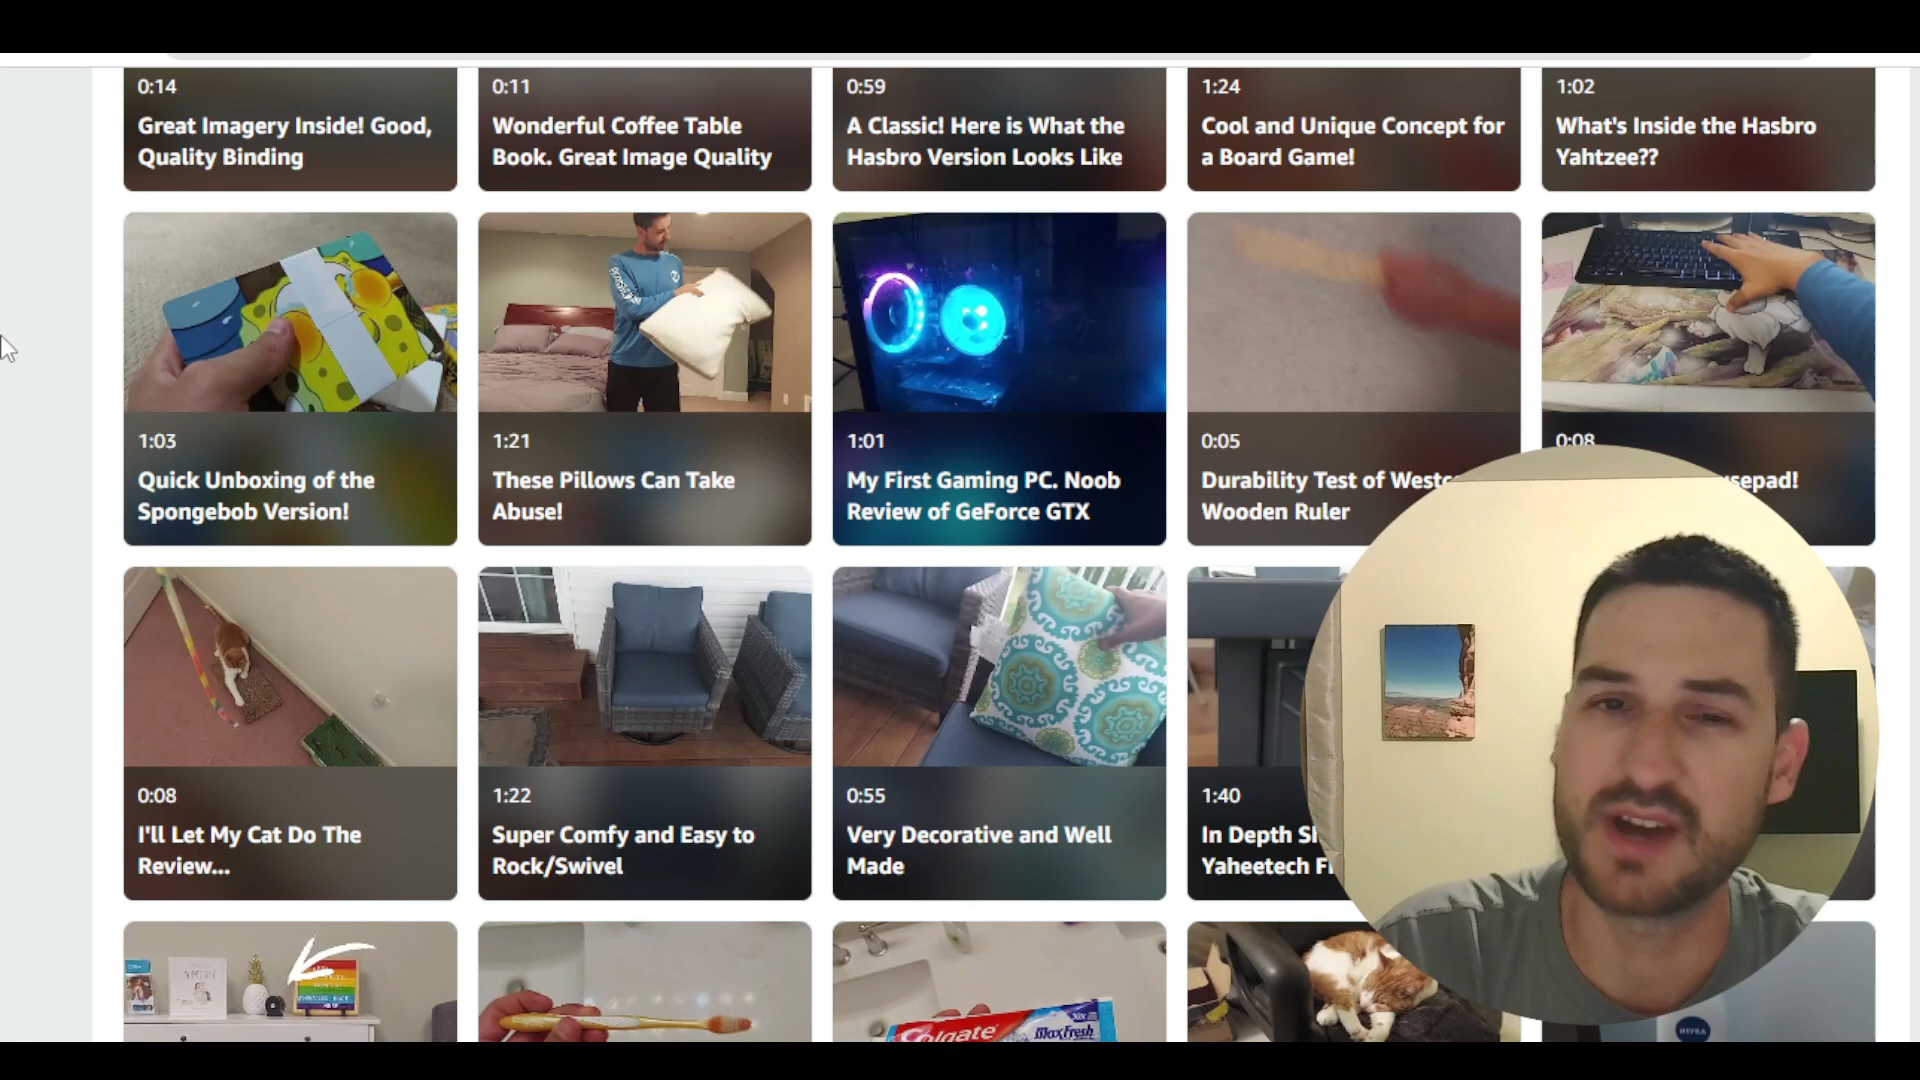 0:14
Great Imagery Inside! Good,
Quality Binding
0:11
Wonderful Coffee Table
Book. Great Image Quality
0:59
A Classic! Here is What the
Hasbro Version Looks Like
1:24
Cool and Unique Concept for
a Board Game!
1:02
What's Inside the Hasbro
Yahtzee??
1:03
Quick Unboxing of the
Spongebob Version!
1:21
These Pillows Can Take
Abuse!
1:01
My First Gaming PC. Noob
Review of GeForce GTX
0:05
Durability Test of
Wooden Ruler
0:08
0:08
I'll Let My Cat Do The
Review...
1:22
Super Comfy and Easy to
Rock/Swivel
0:55
Very Decorative and Well
Made
1:40
In Depth
Yaheetech
Colgate
MaxFresh
NIVEA